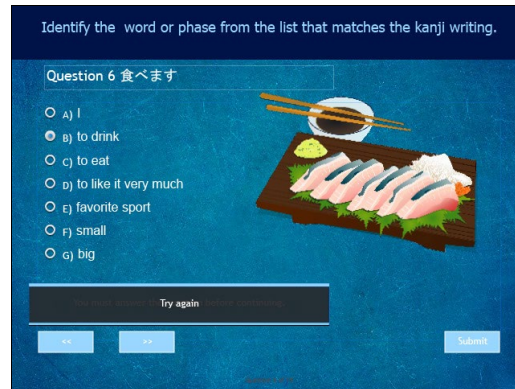 Identify the word or phase from the list that matches the kanji writing.
Question 6 食べます
A) I
B) to drink
C) to eat
D) to like it very much
E) favorite sport
F) small
G) big
Try again
<< >> Submit